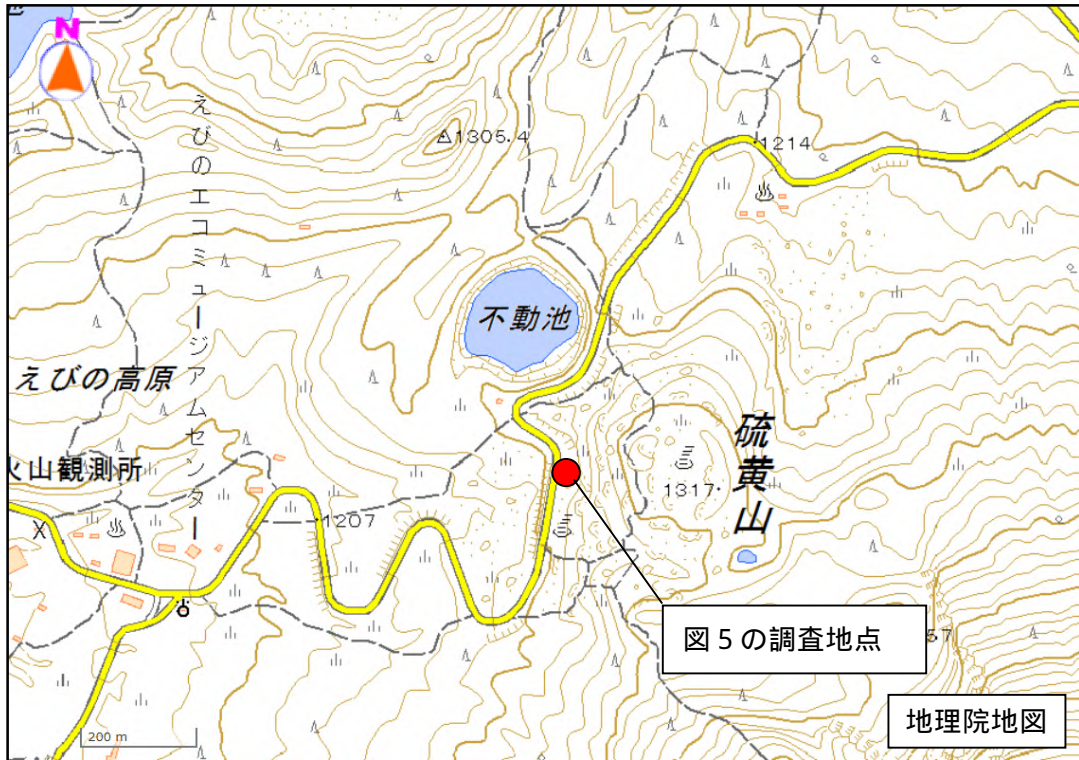 N
えびのエコミュージアムセンター
1305.4
1214
不動池
えびの高原
硫黄山
火山観測所
1317
1207
図5の調査地点
57
地理院地図
200 m